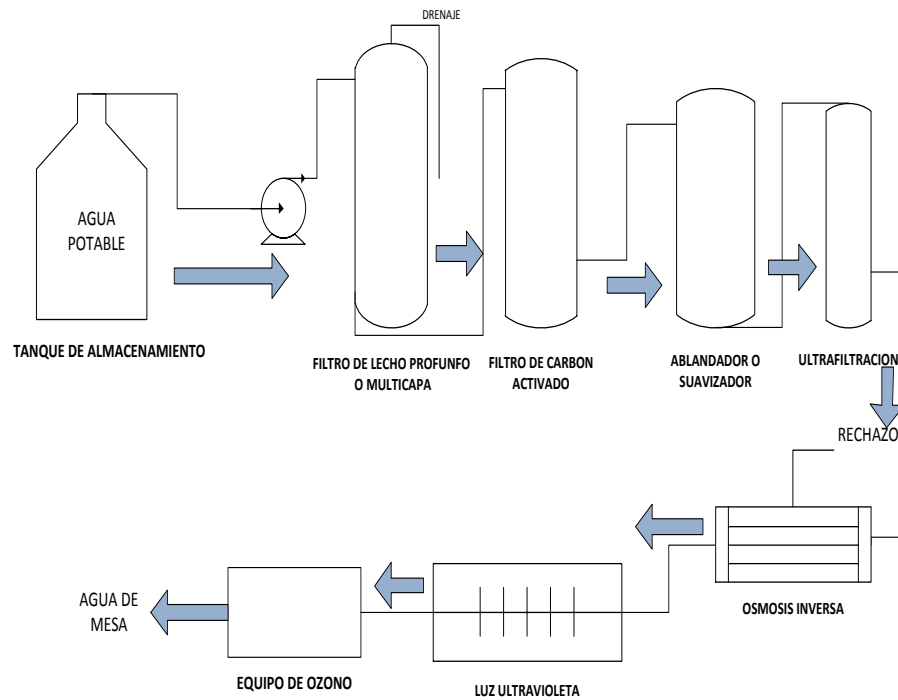 DRENAJE
AGUA
POTABLE
TANQUE DE ALMACENAMIENTO
FILTRO DE LECHO PROFUNFO
O MULTICAPA
FILTRO DE CARBON
ACTIVADO
ABLANDADOR O
SUAVIZADOR
ULTRAFILTRACION
RECHAZO
OSMOSIS INVERSA
LUZ ULTRAVIOLETA
EQUIPO DE OZONO
AGUA DE
MESA